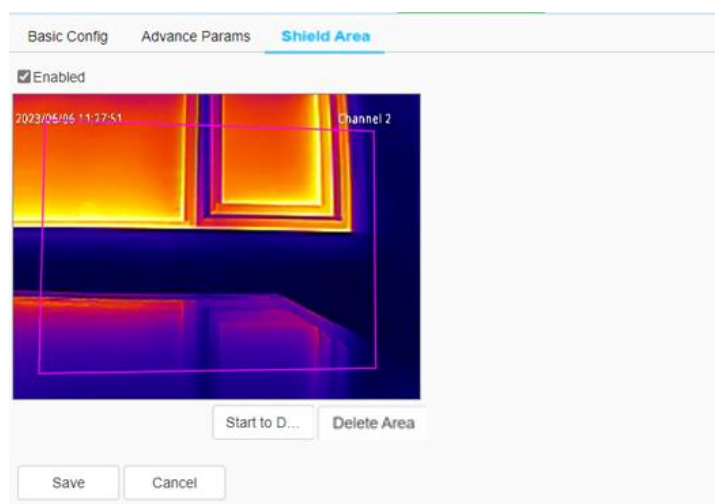 Basic Config Advance Params Shield Area
Enabled
2023/06/06 11:27:51 Channel 2
Start to D... Delete Area
Save Cancel